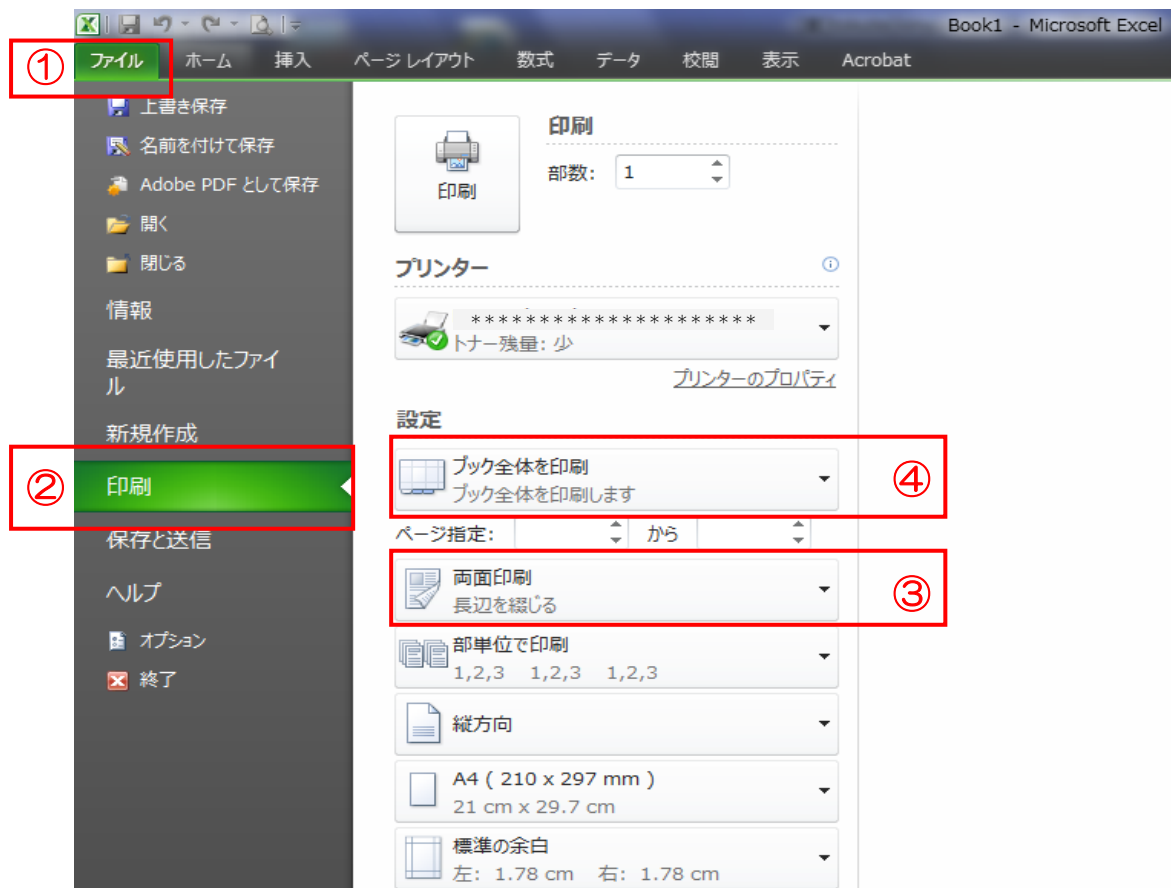 Book1 - Microsoft Excel
① ファイル ホーム 挿入 ページ レイアウト 数式 データ 校閲 表示 Acrobat
上書き保存
名前を付けて保存
Adobe PDF として保存
開く
閉じる
情報
最近使用したファイ
ル
新規作成
② 印刷
保存と送信
ヘルプ
オプション
終了
印刷
印刷
部数: 1
プリンター
*********************
トナー残量: 少
プリンターのプロパティ
設定
ブック全体を印刷 ④
ブック全体を印刷します
ページ指定: から
両面印刷 ③
長辺を綴じる
部単位で印刷
1,2,3 1,2,3 1,2,3
縦方向
A4 ( 210 x 297 mm )
21 cm x 29.7 cm
標準の余白
左: 1.78 cm 右: 1.78 cm